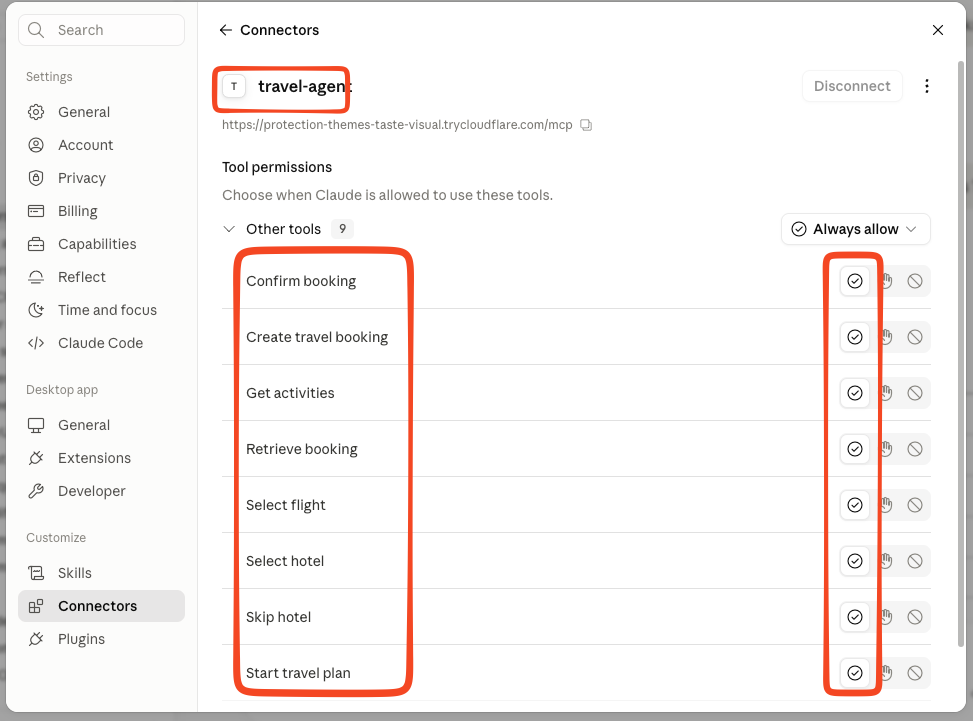 Search
Settings
General
Account
Privacy
Billing
Capabilities
Reflect
Time and focus
Claude Code
Desktop app
General
Extensions
Developer
Customize
Skills
Connectors
Plugins
Connectors
T travel-agent
Disconnect
https://protection-themes-taste-visual.trycloudflare.com/mcp
Tool permissions
Choose when Claude is allowed to use these tools.
Other tools 9
Always allow
Confirm booking
Create travel booking
Get activities
Retrieve booking
Select flight
Select hotel
Skip hotel
Start travel plan